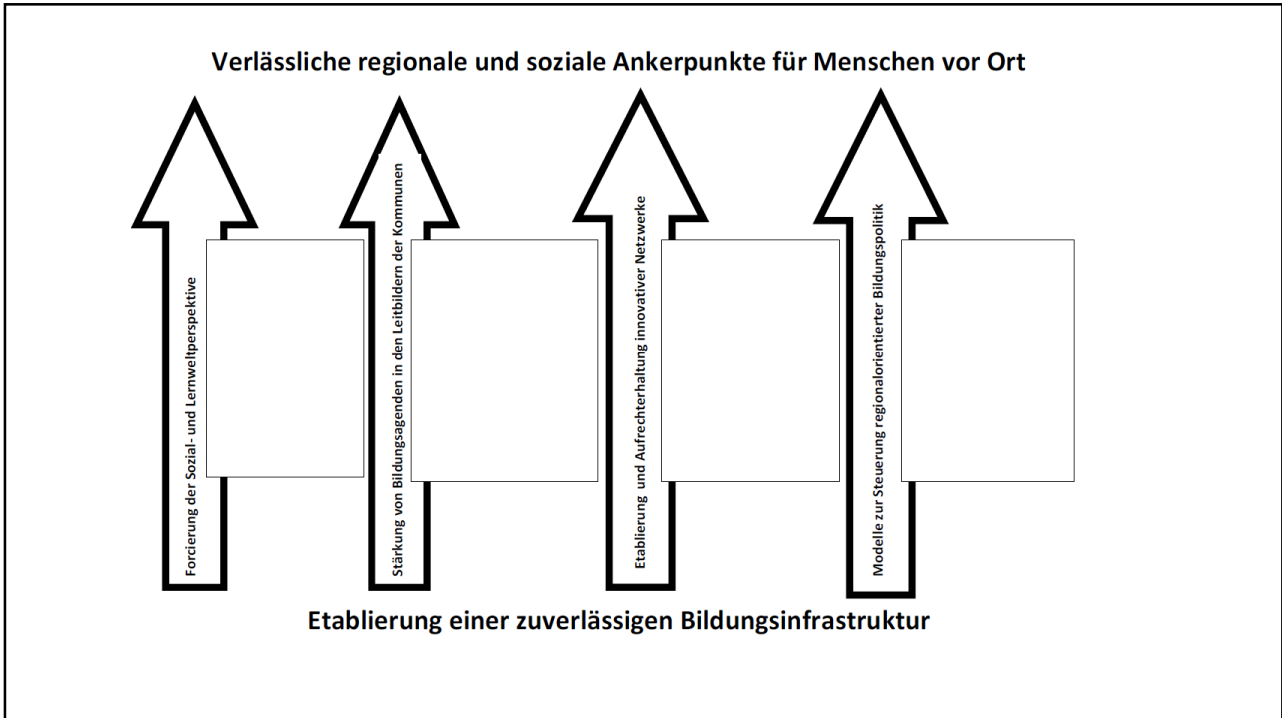 Verlässliche regionale und soziale Ankerpunkte für Menschen vor Ort
Forcierung der Sozial- und Lernweltperspektive
Stärkung von Bildungsagenden in den Leitbildern der Kommunen
Etablierung und Aufrechterhaltung innovativer Netzwerke
Modelle zur Steuerung regionalorientierter Bildungspolitik
Etablierung einer zuverlässigen Bildungsinfrastruktur